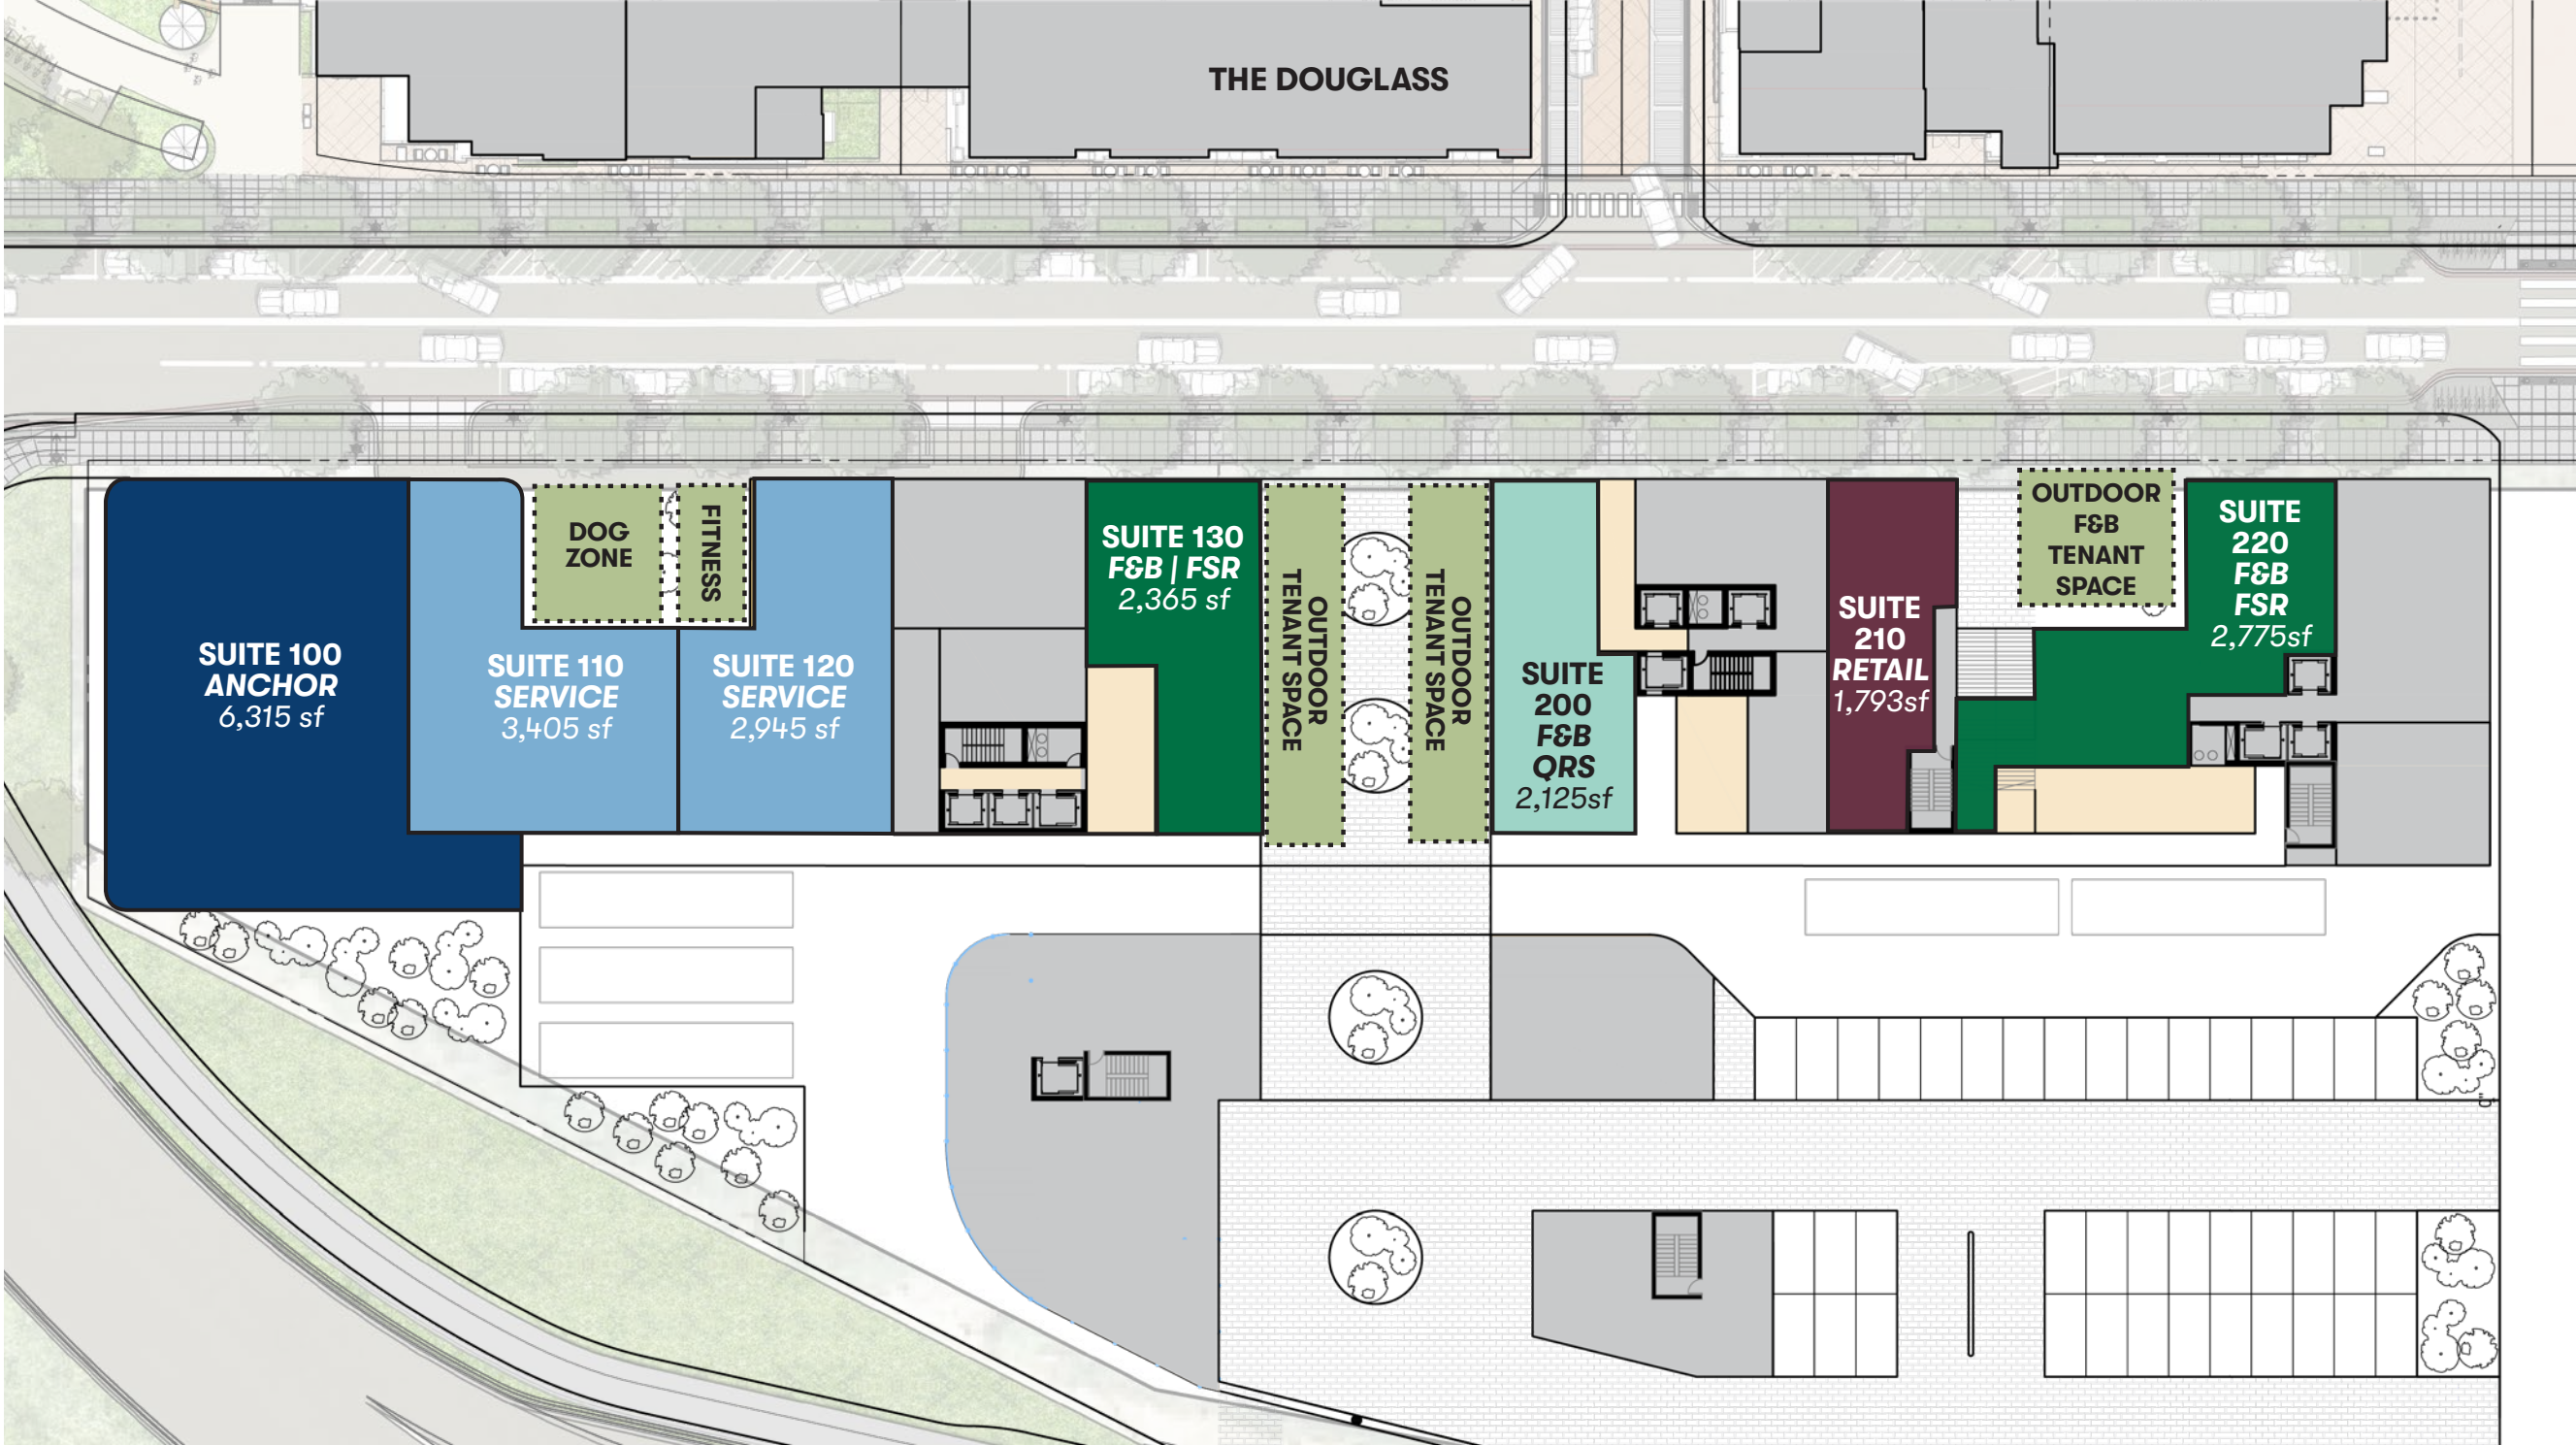 THE DOUGLASS
SUITE 100
ANCHOR
6,315 sf
SUITE 110
SERVICE
3,405 sf
DOG
ZONE
FITNESS
SUITE 120
SERVICE
2,945 sf
SUITE 130
F&B | FSR
2,365 sf
OUTDOOR
TENANT SPACE
OUTDOOR
TENANT SPACE
SUITE
200
F&B
QRS
2,125sf
SUITE
210
RETAIL
1,793sf
OUTDOOR
F&B
TENANT
SPACE
SUITE
220
F&B
FSR
2,775sf